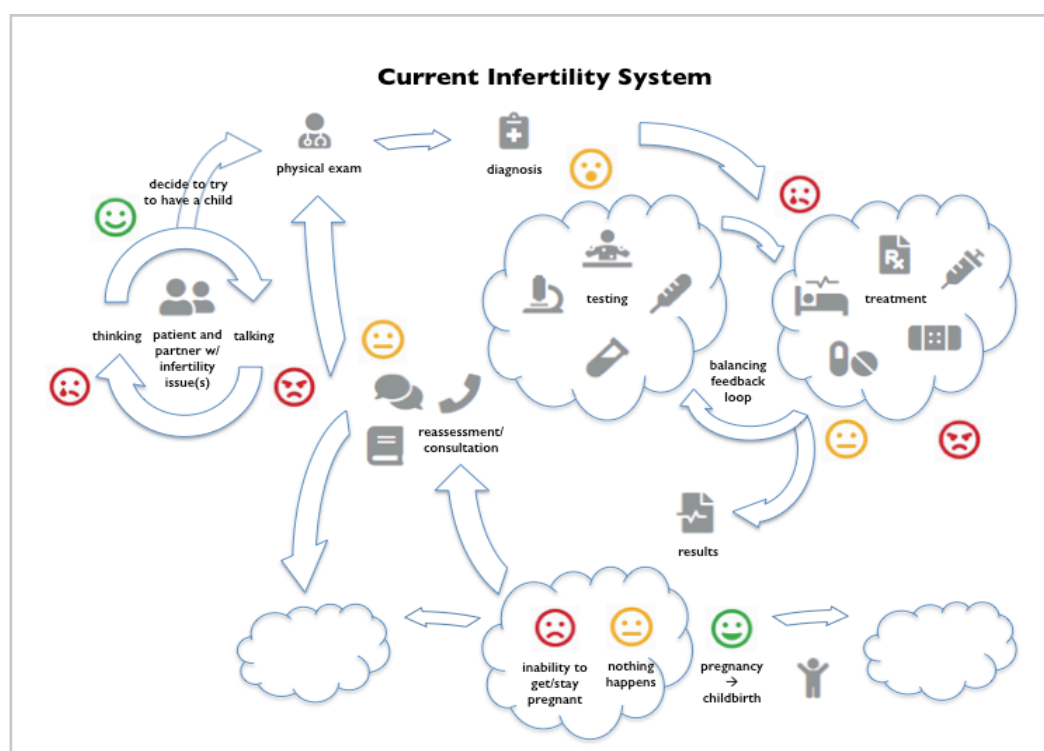 Current Infertility System
physical exam
diagnosis
decide to try
to have a child
testing
treatment
thinking
patient and
partner w/
infertility
issue(s)
talking
balancing
feedback
loop
reassessment/
consultation
results
inability to
get/stay
pregnant
nothing
happens
pregnancy
→
childbirth
Rx